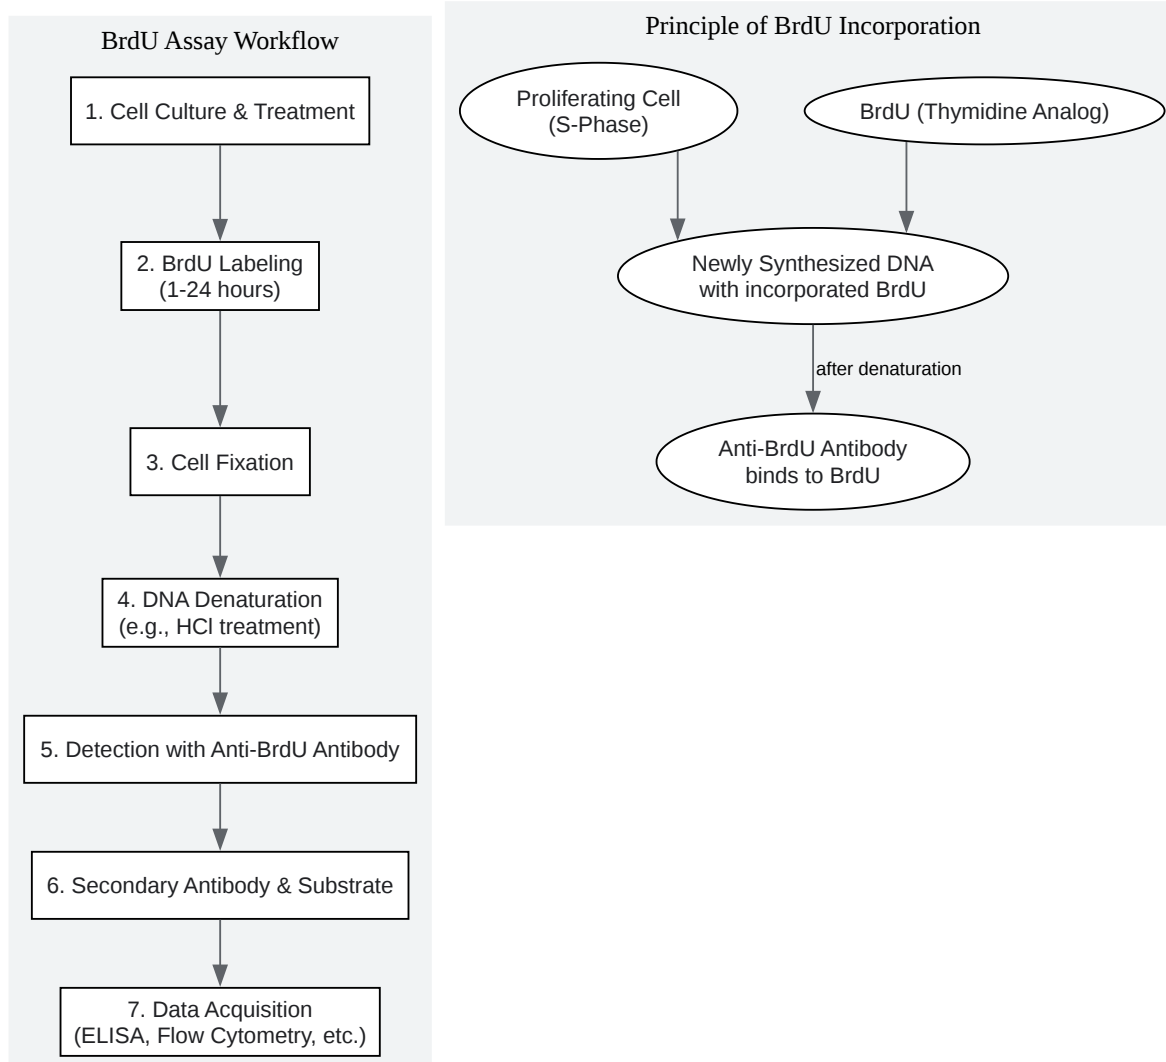 BrdU Assay Workflow
1. Cell Culture & Treatment
2. BrdU Labeling
(1-24 hours)
3. Cell Fixation
4. DNA Denaturation
(e.g., HCl treatment)
5. Detection with Anti-BrdU Antibody
6. Secondary Antibody & Substrate
7. Data Acquisition
(ELISA, Flow Cytometry, etc.)
Principle of BrdU Incorporation
Proliferating Cell
(S-Phase)
BrdU (Thymidine Analog)
Newly Synthesized DNA
with incorporated BrdU
after denaturation
Anti-BrdU Antibody
binds to BrdU